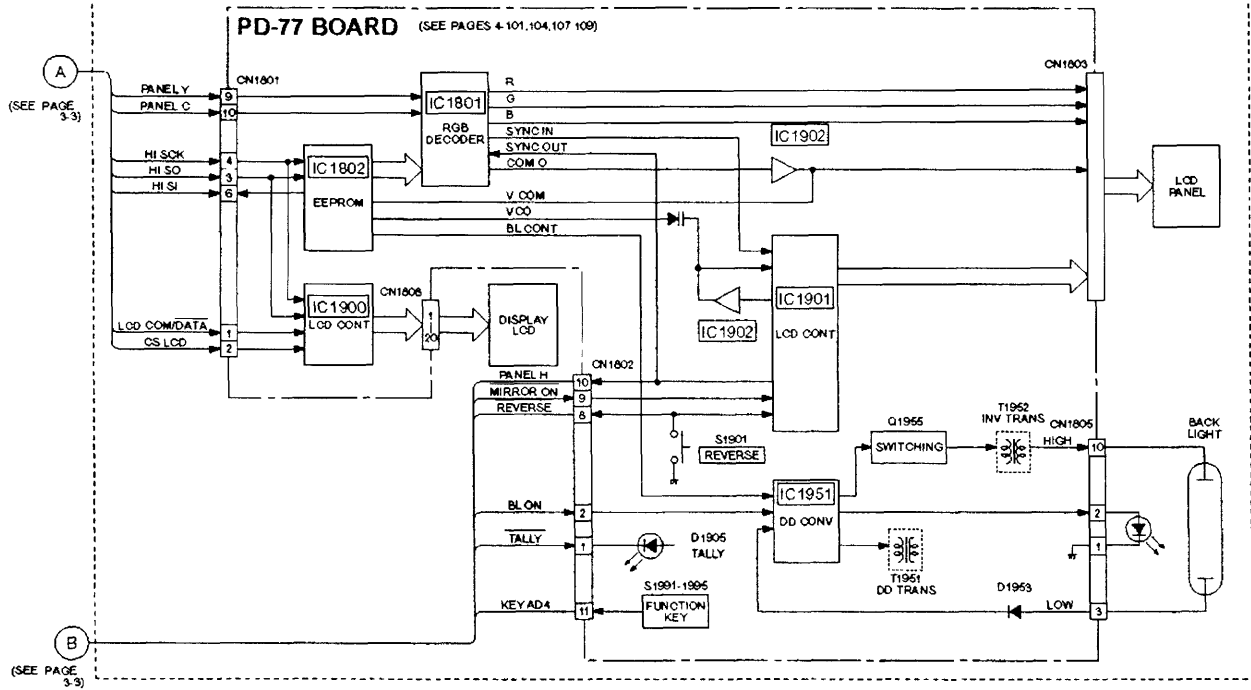 PD-77 BOARD (SEE PAGES 4-101,104,107 109)
A
(SEE PAGE
3-3)
CN1801
PANEL Y
9
PANEL C
10
HI SCK
4
HI SO
3
HI SI
6
LCD COM/DATA
1
CS LCD
2
IC1801
RGB
DECODER
R
G
B
SYNC IN
SYNC OUT
COM O
IC1902
CN1803
LCD
PANEL
IC1802
EEPROM
V COM
VCO
BL CONT
IC1900
LCD CONT
CN1806
1
20
DISPLAY
LCD
IC1901
LCD CONT
IC1902
CN1802
PANEL H
10
MIRROR ON
9
REVERSE
8
S1901
REVERSE
Q1955
SWITCHING
T1952
INV TRANS
HIGH
CN1805
10
BACK
LIGHT
IC1951
DD CONV
BL ON
2
2
TALLY
1
D1905
TALLY
1
T1951
DD TRANS
S1991-1995
FUNCTION
KEY
KEY AD4
11
D1953
LOW
3
B
(SEE PAGE
3-3)